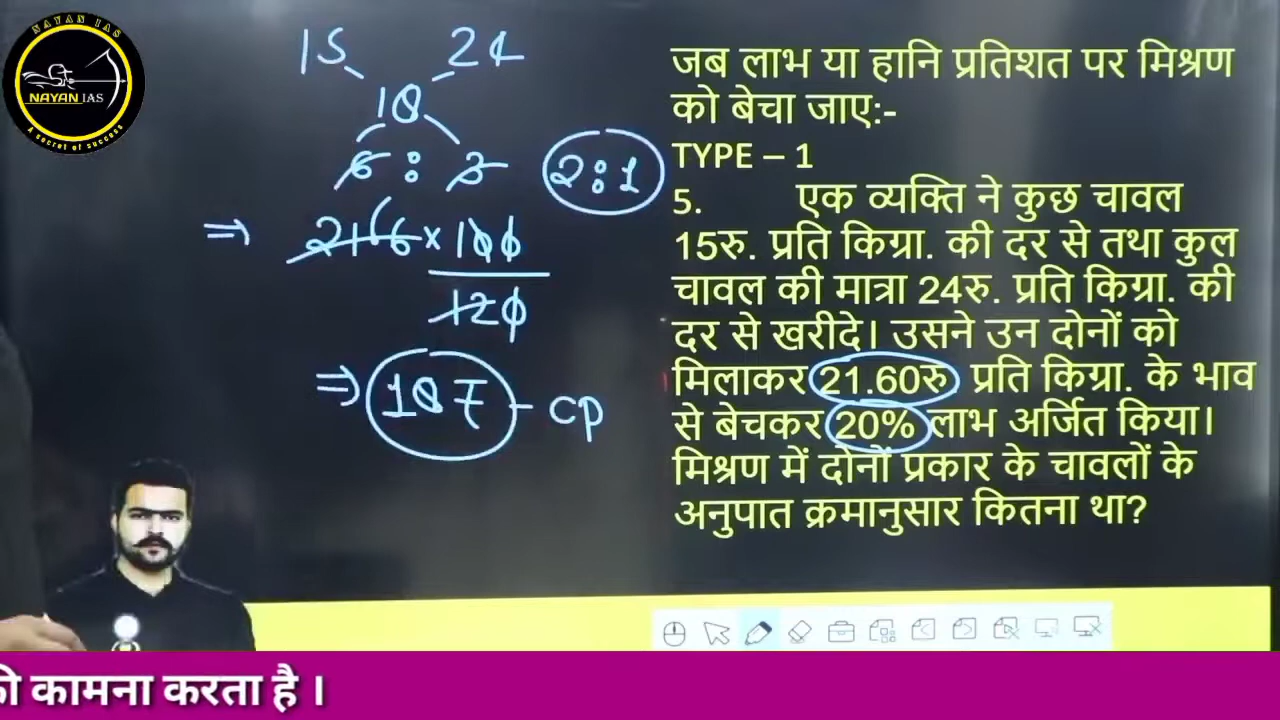 NAYAN IAS
NAYAN IAS
A secret of success
15 24
18
6 : 3 2:1
⇒ 216 × 100
120
⇒ 187 - CP
जब लाभ या हानि प्रतिशत पर मिश्रण
को बेचा जाए:-
TYPE – 1
5. एक व्यक्ति ने कुछ चावल
15रु. प्रति किग्रा. की दर से तथा कुल
चावल की मात्रा 24रु. प्रति किग्रा. की
दर से खरीदे। उसने उन दोनों को
मिलाकर 21.60रु प्रति किग्रा. के भाव
से बेचकर 20% लाभ अर्जित किया।
मिश्रण में दोनों प्रकार के चावलों के
अनुपात क्रमानुसार कितना था?
की कामना करता है ।